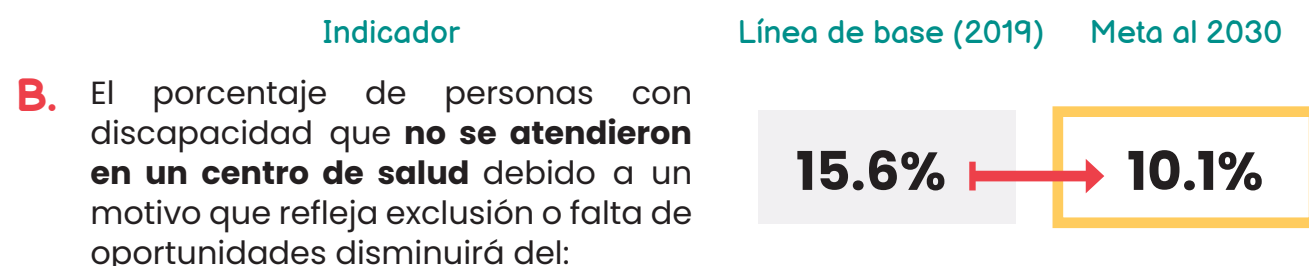 Indicador Línea de base (2019) Meta al 2030
B. El porcentaje de personas con
discapacidad que no se atendieron
en un centro de salud debido a un
motivo que refleja exclusión o falta de
oportunidades disminuirá del:
15.6% 10.1%